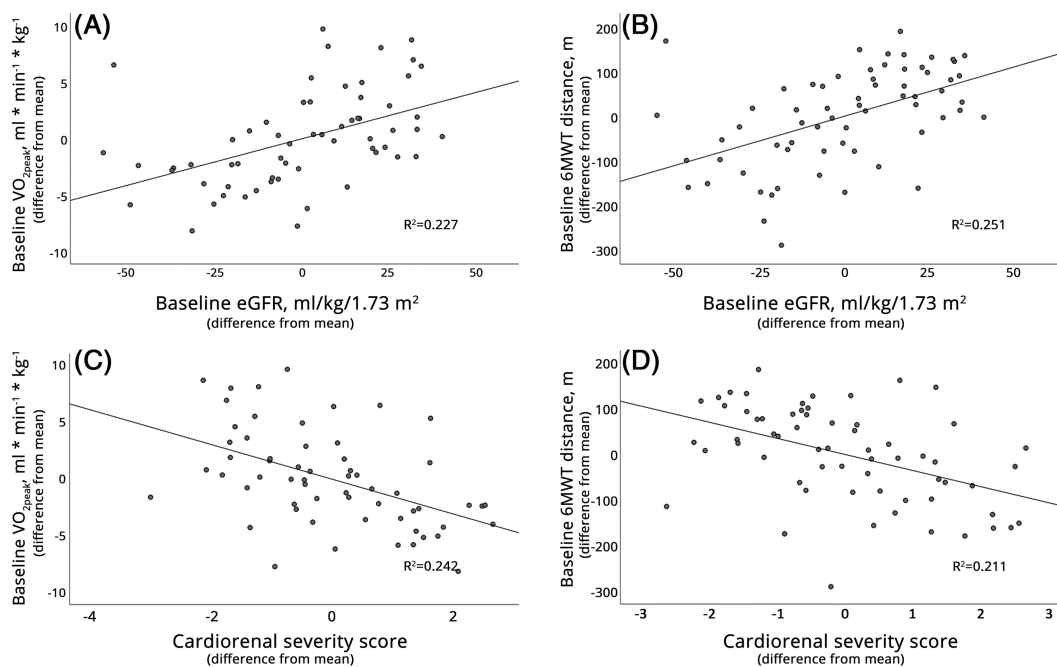 (A)
Baseline VO2peak, ml * min-1 * kg-1
(difference from mean)
10
5
0
-5
-10
R2=0.227
-50
-25
0
25
50
Baseline eGFR, ml/kg/1.73 m2
(difference from mean)
(B)
Baseline 6MWT distance, m
(difference from mean)
200
100
0
-100
-200
-300
R2=0.251
-50
-25
0
25
50
Baseline eGFR, ml/kg/1.73 m2
(difference from mean)
(C)
Baseline VO2peak, ml * min-1 * kg-1
(difference from mean)
10
5
0
-5
-10
R2=0.242
-4
-2
0
2
Cardiorenal severity score
(difference from mean)
(D)
Baseline 6MWT distance, m
(difference from mean)
200
100
0
-100
-200
-300
R2=0.211
-3
-2
-1
0
1
2
3
Cardiorenal severity score
(difference from mean)